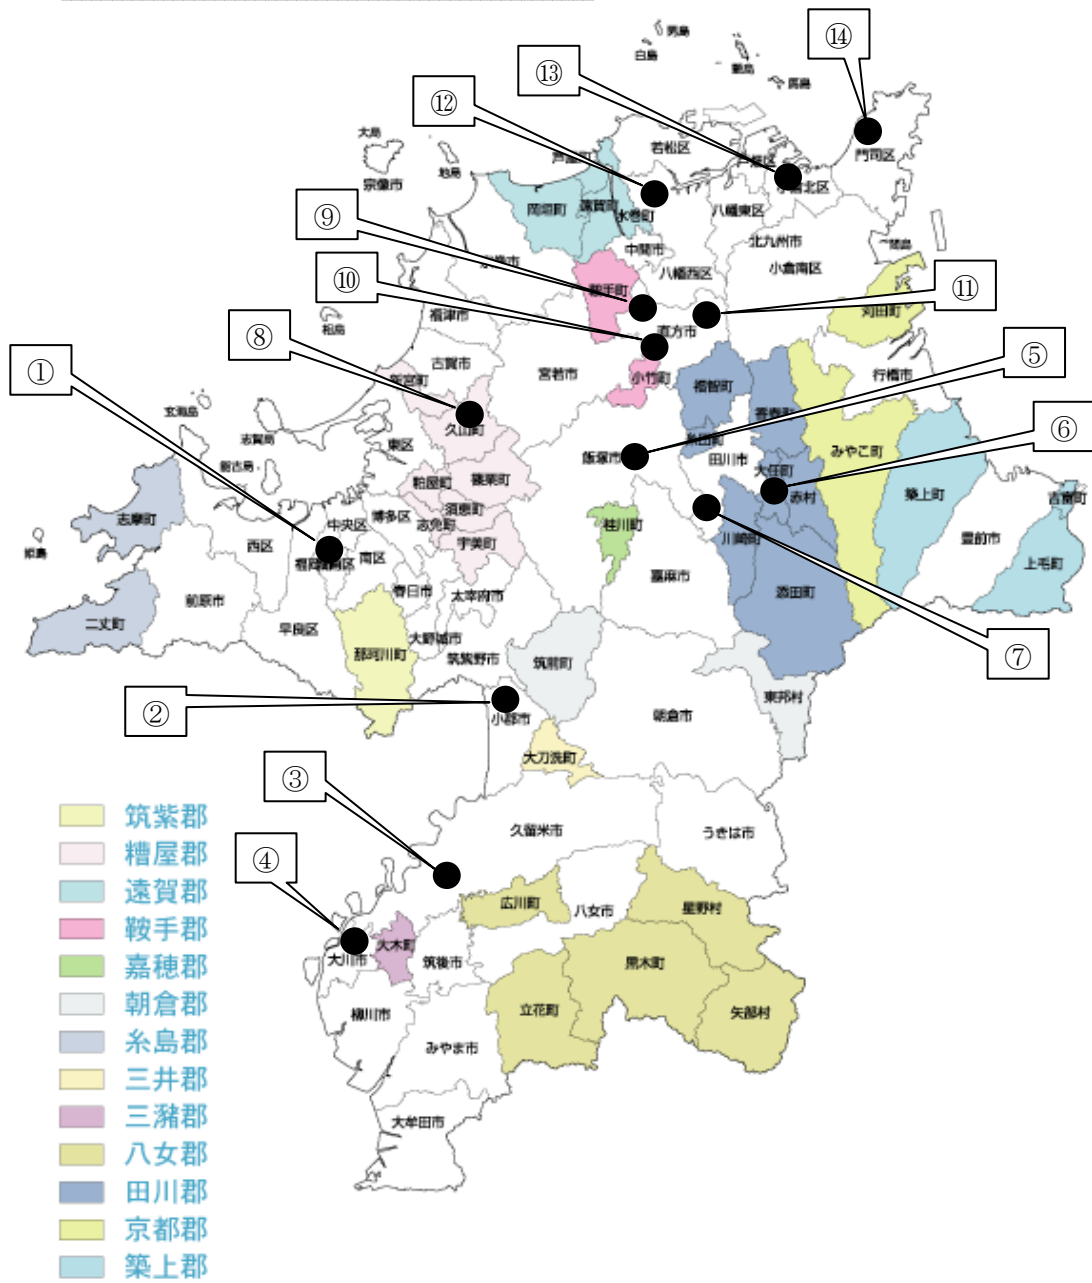 男島
白島
藍島
馬島
⑭
⑬
⑫
大島
地島
宗像市
若松区
芦屋町
門司区
岡垣町
遠賀町
水巻町
八幡東区
北九州市
中間市
八幡西区
小倉南区
⑨
⑩
⑪
鞍手町
直方市
苅田町
福津市
相島
⑧
古賀市
宮若市
新宮町
小竹町
福智町
行橋市
⑤
①
玄海島
志賀島
能古島
久山町
東区
香春町
糸田町
田川市
飯塚市
みやこ町
⑥
大任町
赤村
篠栗町
粕屋町
須恵町
志免町
博多区
中央区
志摩町
姫島
西区
南区
宇美町
桂川町
川崎町
築上町
吉富町
豊前市
上毛町
嘉麻市
添田町
前原市
春日市
太宰府市
二丈町
早良区
大野城市
那珂川町
筑紫野市
筑前町
⑦
②
小郡市
朝倉市
東邦村
大刀洗町
③
久留米市
うきは市
④
広川町
八女市
星野村
大木町
大川市
筑後市
黒木町
立花町
矢部村
柳川市
みやま市
大牟田市
筑紫郡
糟屋郡
遠賀郡
鞍手郡
嘉穂郡
朝倉郡
糸島郡
三井郡
三潴郡
八女郡
田川郡
京都郡
築上郡